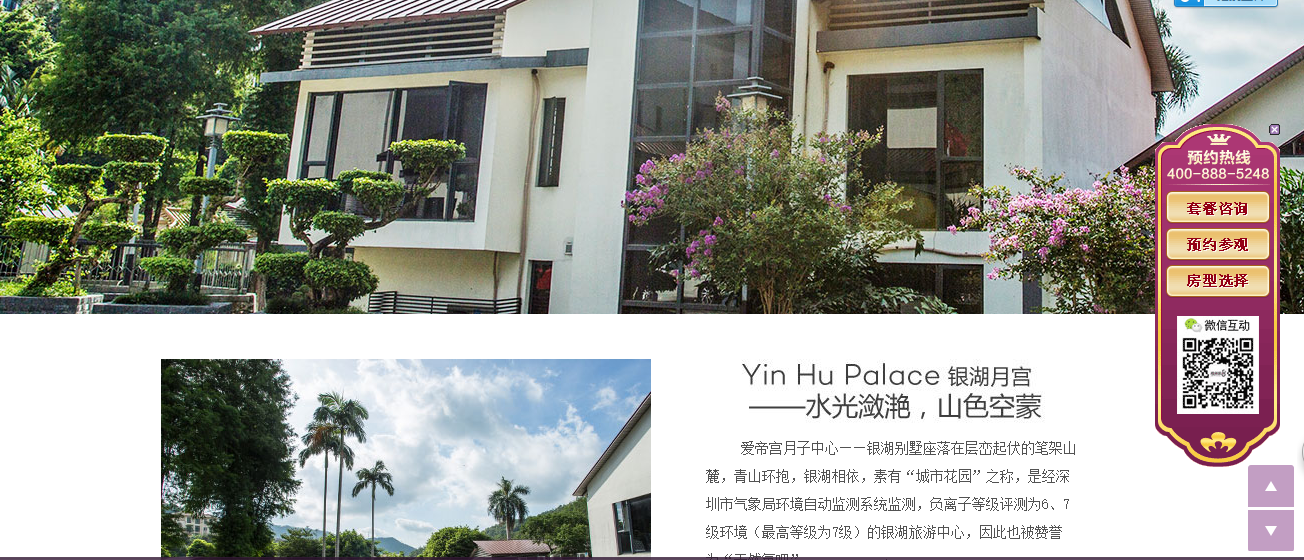 预约热线
400-888-5248
套餐咨询
预约参观
房型选择
微信互动
Yin Hu Palace 银湖月宫
——水光潋滟，山色空蒙
爱帝宫月子中心——银湖别墅座落在层峦起伏的笔架山
麓，青山环抱，银湖相依，素有“城市花园”之称，是经深
圳市气象局环境自动监测系统监测，负离子等级评测为6、7
级环境（最高等级为7级）的银湖旅游中心，因此也被赞誉